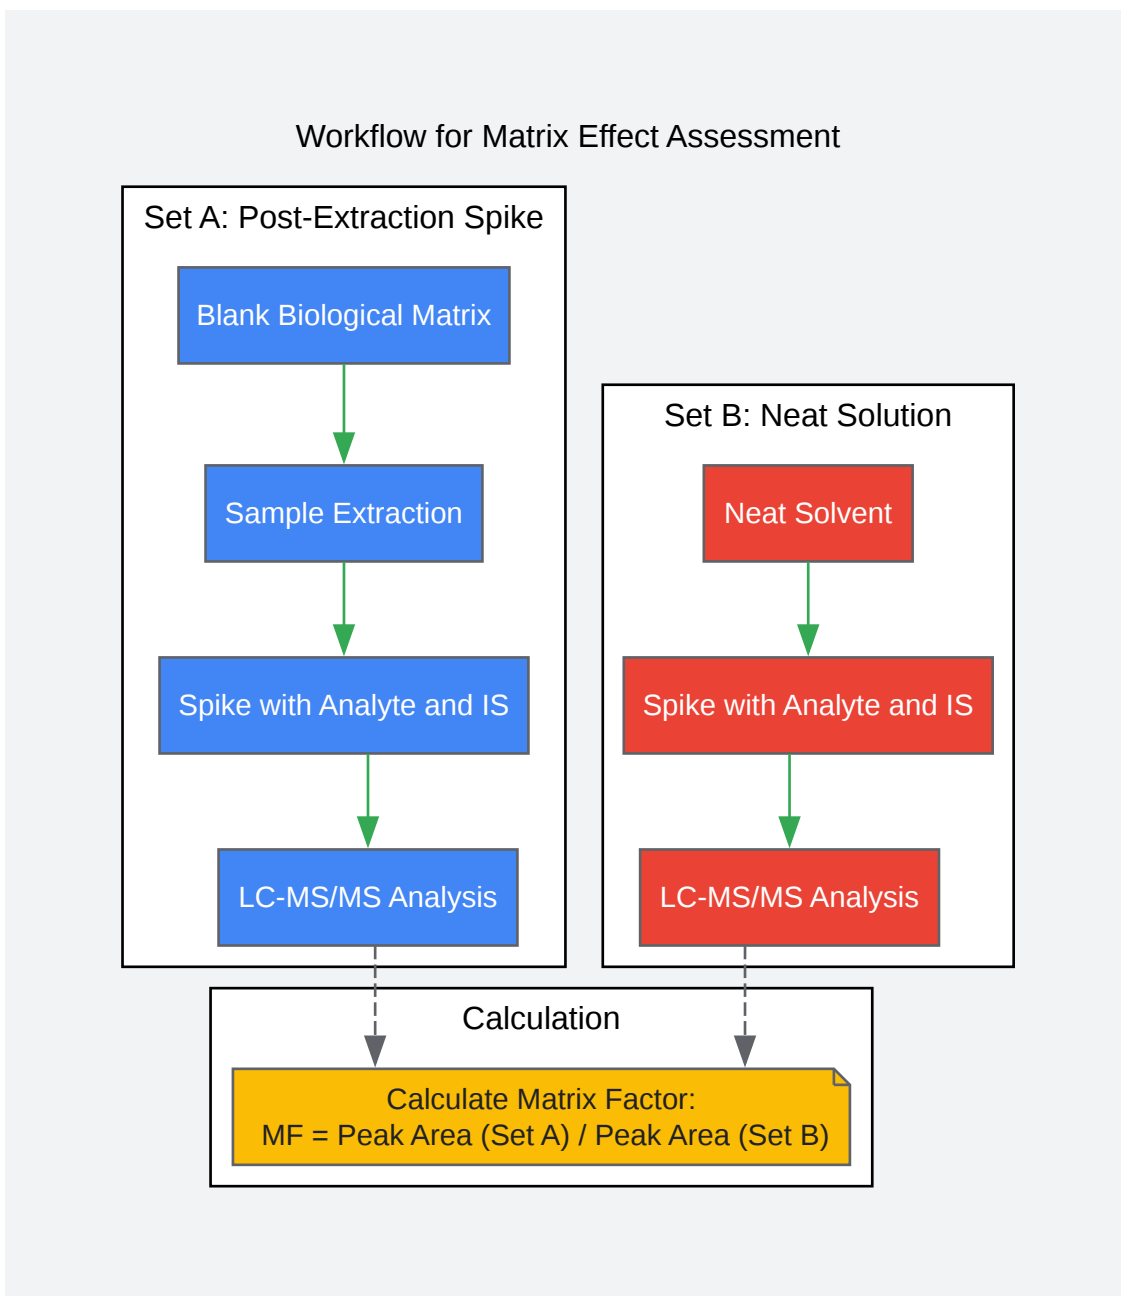 Workflow for Matrix Effect Assessment
Set A: Post-Extraction Spike
Blank Biological Matrix
Sample Extraction
Spike with Analyte and IS
LC-MS/MS Analysis
Set B: Neat Solution
Neat Solvent
Spike with Analyte and IS
LC-MS/MS Analysis
Calculation
Calculate Matrix Factor:
MF = Peak Area (Set A) / Peak Area (Set B)